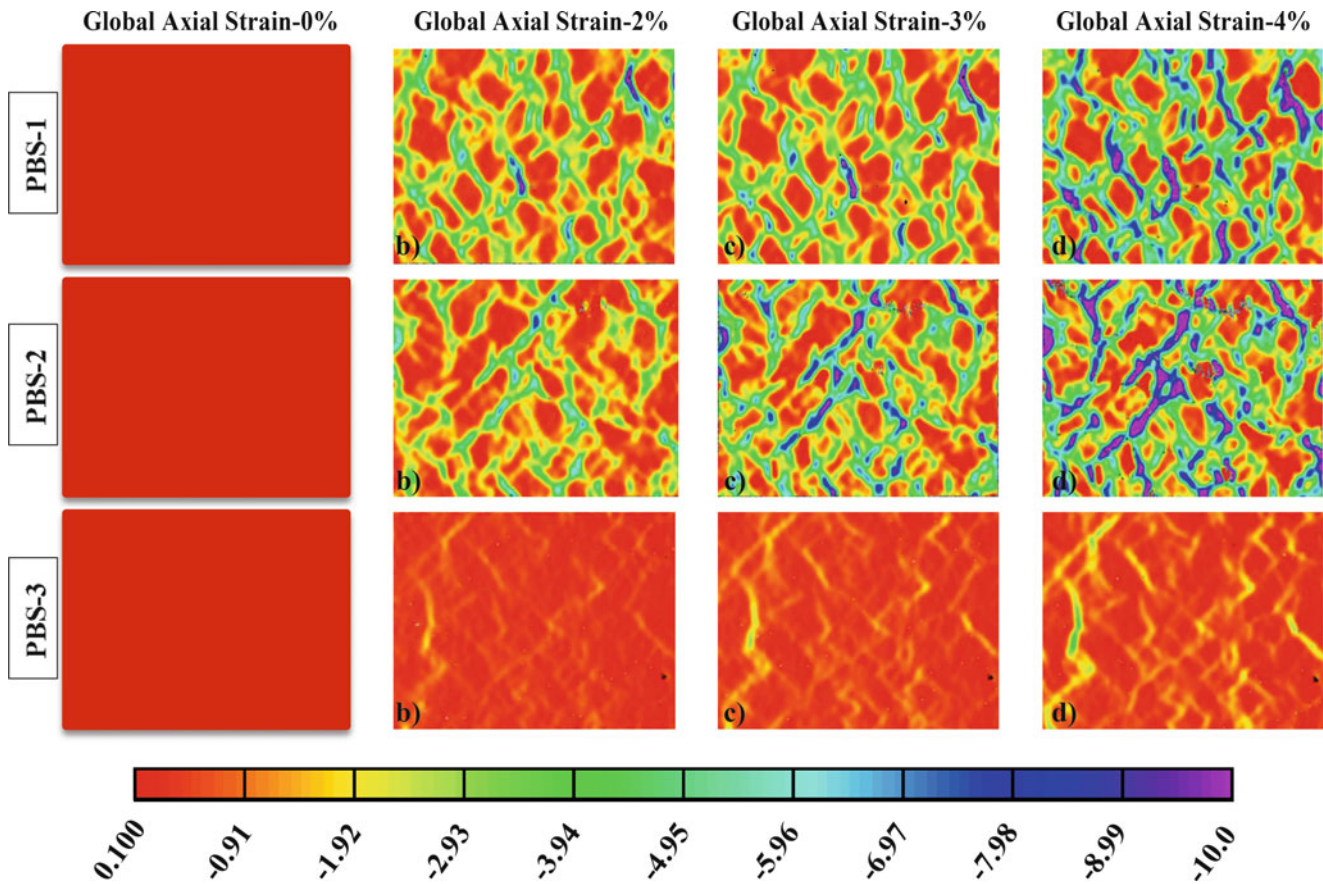 Global Axial Strain-0% Global Axial Strain-2% Global Axial Strain-3% Global Axial Strain-4%
PBS-1
b) c) d)
PBS-2
b) c) d)
PBS-3
b) c) d)
0.100 -0.91 -1.92 -2.93 -3.94 -4.95 -5.96 -6.97 -7.98 -8.99 -10.0